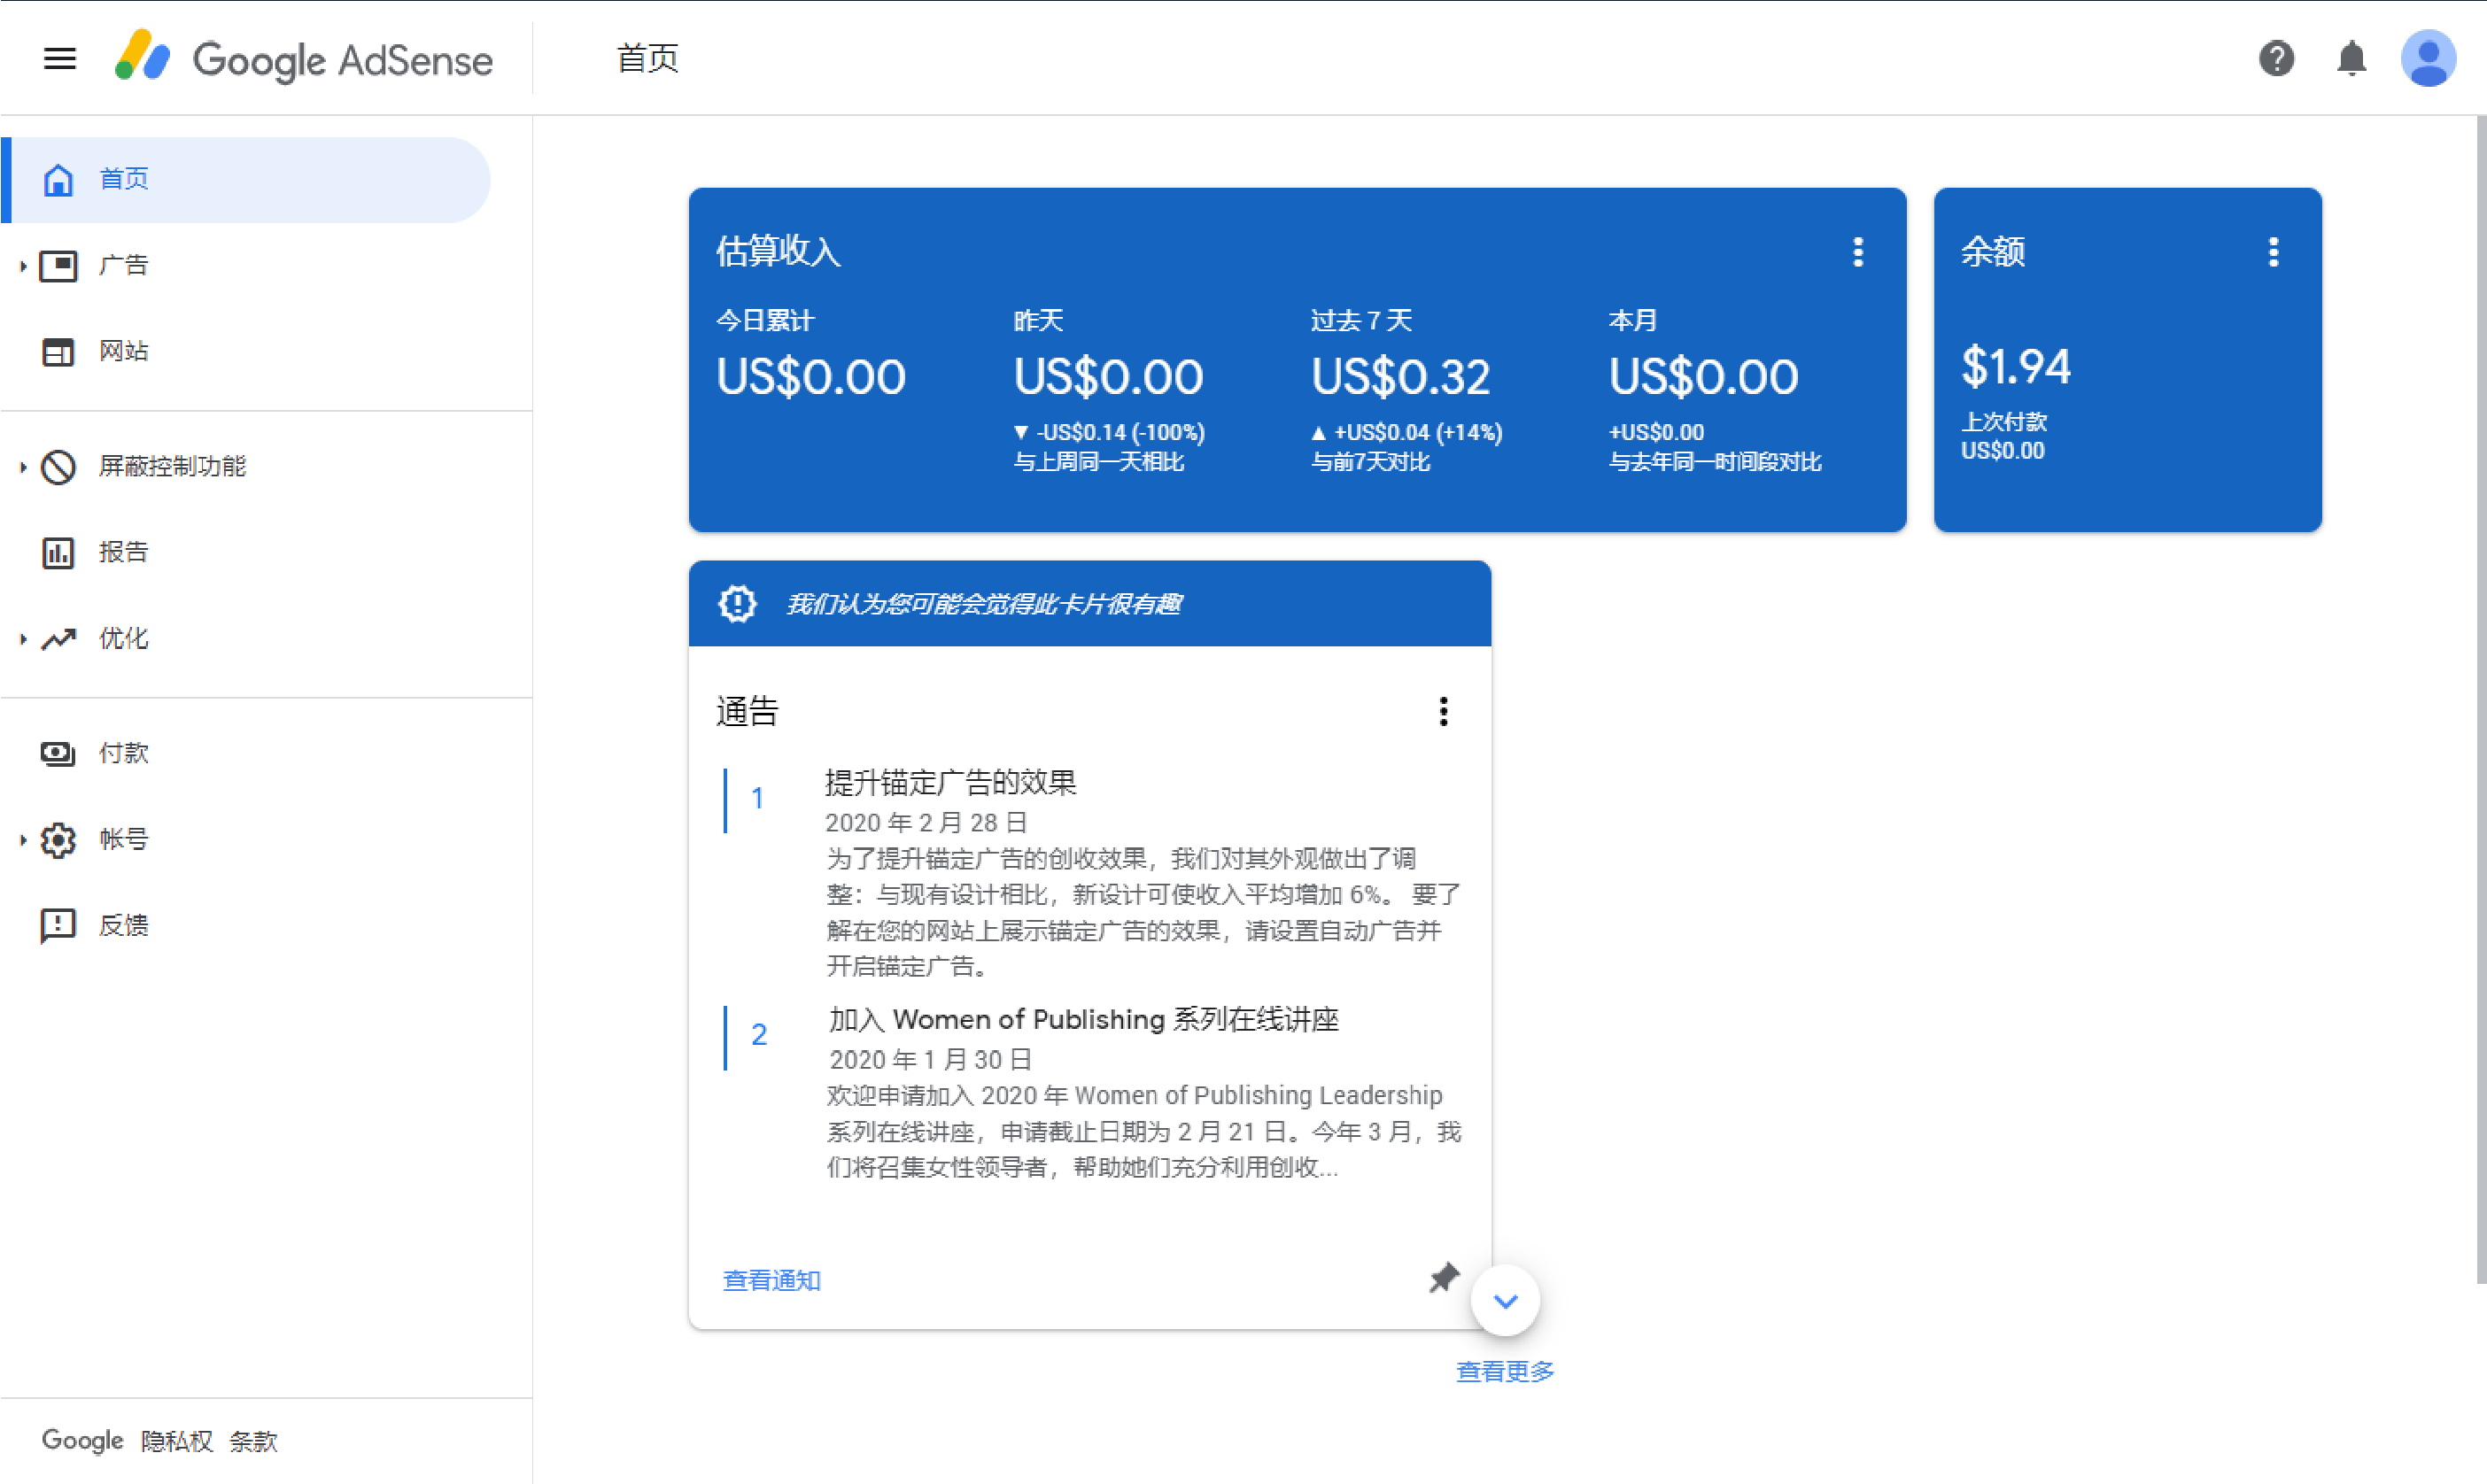 Google AdSense
首页
首页
广告
网站
屏蔽控制功能
报告
优化
付款
帐号
反馈
Google 隐私权 条款
估算收入
今日累计
US$0.00
昨天
US$0.00
▼ -US$0.14 (-100%)
与上周同一天相比
过去 7 天
US$0.32
▲ +US$0.04 (+14%)
与前7天对比
本月
US$0.00
+US$0.00
与去年同一时间段对比
余额
$1.94
上次付款
US$0.00
我们认为您可能会觉得此卡片很有趣
通告
1
提升锚定广告的效果
2020 年 2 月 28 日
为了提升锚定广告的创收效果，我们对其外观做出了调
整：与现有设计相比，新设计可使收入平均增加 6%。 要了
解在您的网站上展示锚定广告的效果，请设置自动广告并
开启锚定广告。
2
加入 Women of Publishing 系列在线讲座
2020 年 1 月 30 日
欢迎申请加入 2020 年 Women of Publishing Leadership
系列在线讲座，申请截止日期为 2 月 21 日。今年 3 月，我
们将召集女性领导者，帮助她们充分利用创收...
查看通知
查看更多